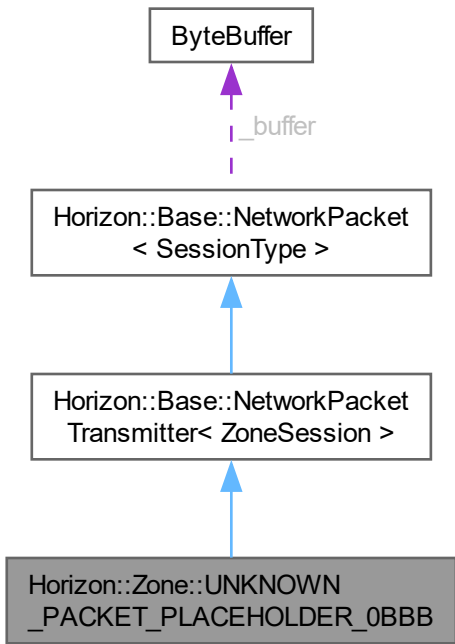 ByteBuffer
_buffer
Horizon::Base::NetworkPacket
< SessionType >
Horizon::Base::NetworkPacket
Transmitter< ZoneSession >
Horizon::Zone::UNKNOWN
_PACKET_PLACEHOLDER_0BBB